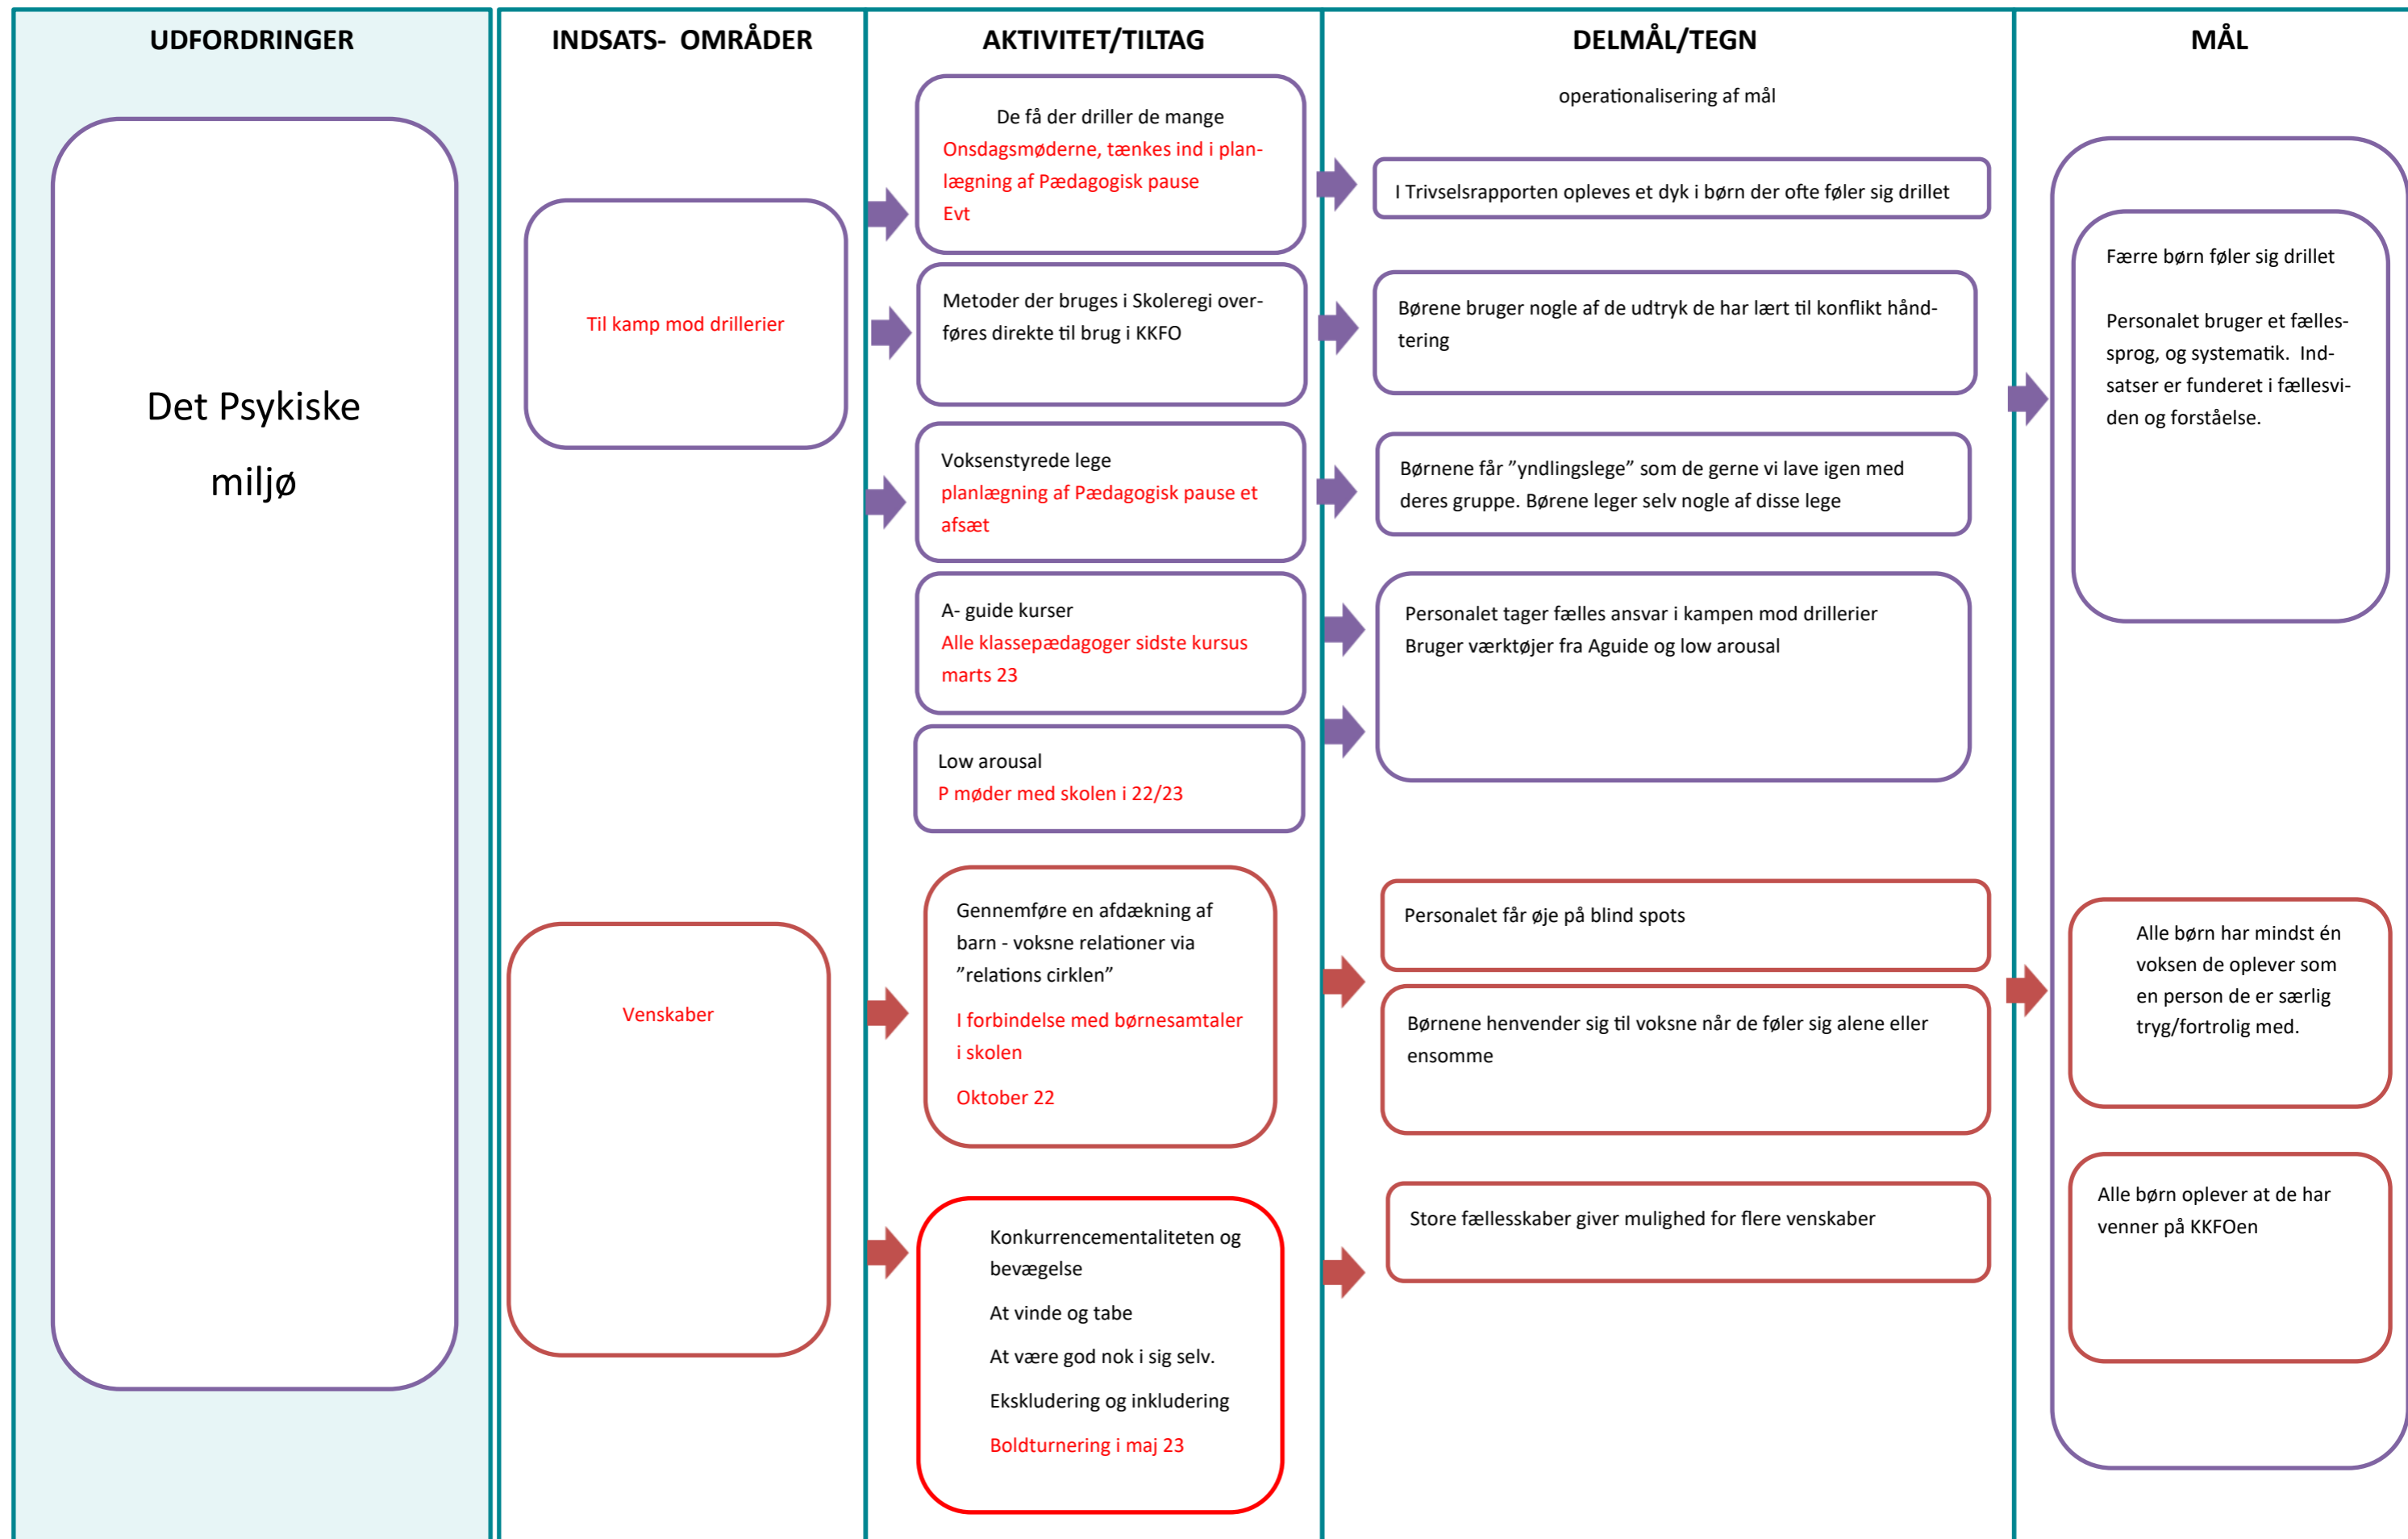 UDFORDRINGER
Det Psykiske
miljø
INDSATS-  OMRÅDER
Til kamp mod drillerier
Venskaber
AKTIVITET/TILTAG
De få der driller de mange
Onsdagsmøderne, tænkes ind i plan-
lægning af Pædagogisk pause
Evt
Metoder der bruges i Skoleregi over-
føres direkte til brug i KKFO
Voksenstyrede lege
planlægning af Pædagogisk pause et
afsæt
A- guide kurser
Alle klassepædagoger sidste kursus
marts 23
Low arousal
P møder med skolen i 22/23
Gennemføre en afdækning af
barn - voksne relationer via
”relations cirklen”
I forbindelse med børnesamtaler
i skolen
Oktober 22
Konkurrencementaliteten og
bevægelse
At vinde og tabe
At være god nok i sig selv.
Ekskludering og inkludering
Boldturnering i maj 23
DELMÅL/TEGN
operationalisering af mål
I Trivselsrapporten opleves et dyk i børn der ofte føler sig drillet
Børene bruger nogle af de udtryk de har lært til konflikt hånd-
tering
Børnene får ”yndlingslege” som de gerne vi lave igen med
deres gruppe. Børene leger selv nogle af disse lege
Personalet tager fælles ansvar i kampen mod drillerier
Bruger værktøjer fra Aguide og low arousal
Personalet får øje på blind spots
Børnene henvender sig til voksne når de føler sig alene eller
ensomme
Store fællesskaber giver mulighed for flere venskaber
MÅL
Færre børn føler sig drillet
Personalet bruger et fælles-
sprog, og systematik.  Ind-
satser er funderet i fællesvi-
den og forståelse.
Alle børn har mindst én
voksen de oplever som
en person de er særlig
tryg/fortrolig med.
Alle børn oplever at de har
venner på KKFOen